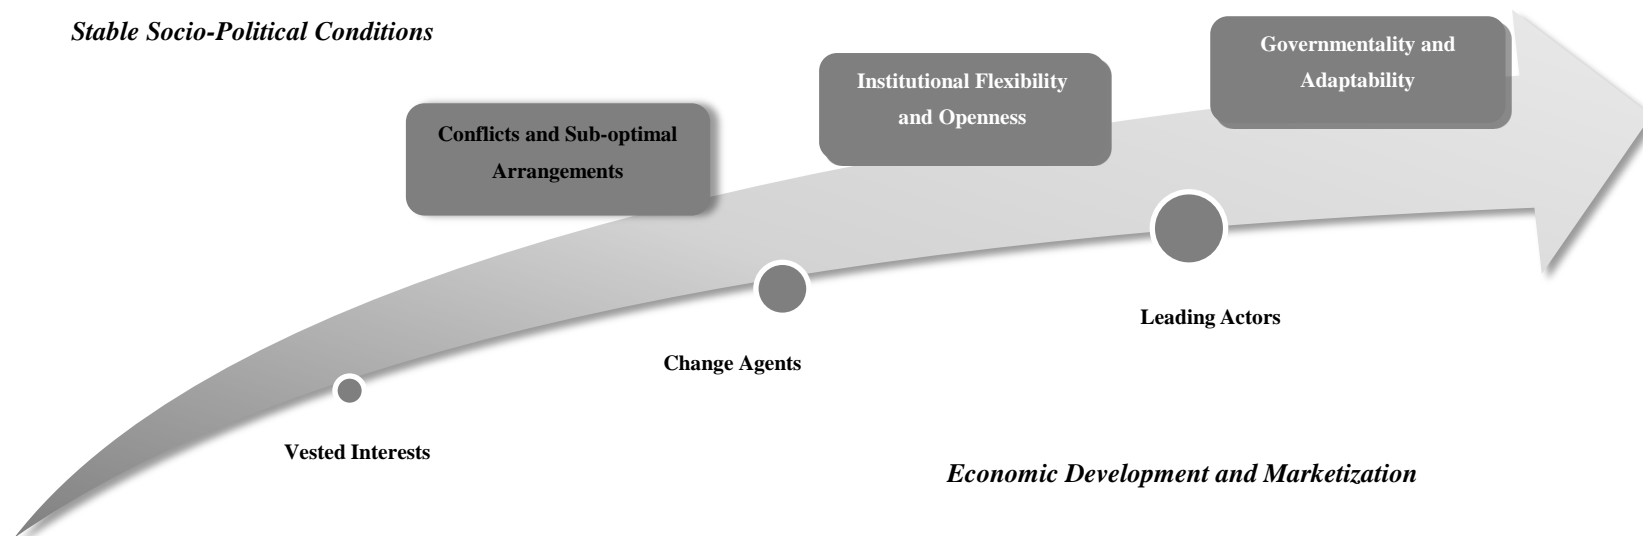 Stable Socio-Political Conditions
Governmentality and
Adaptability
Institutional Flexibility
and Openness
Conflicts and Sub-optimal
Arrangements
Leading Actors
Change Agents
Vested Interests
Economic Development and Marketization